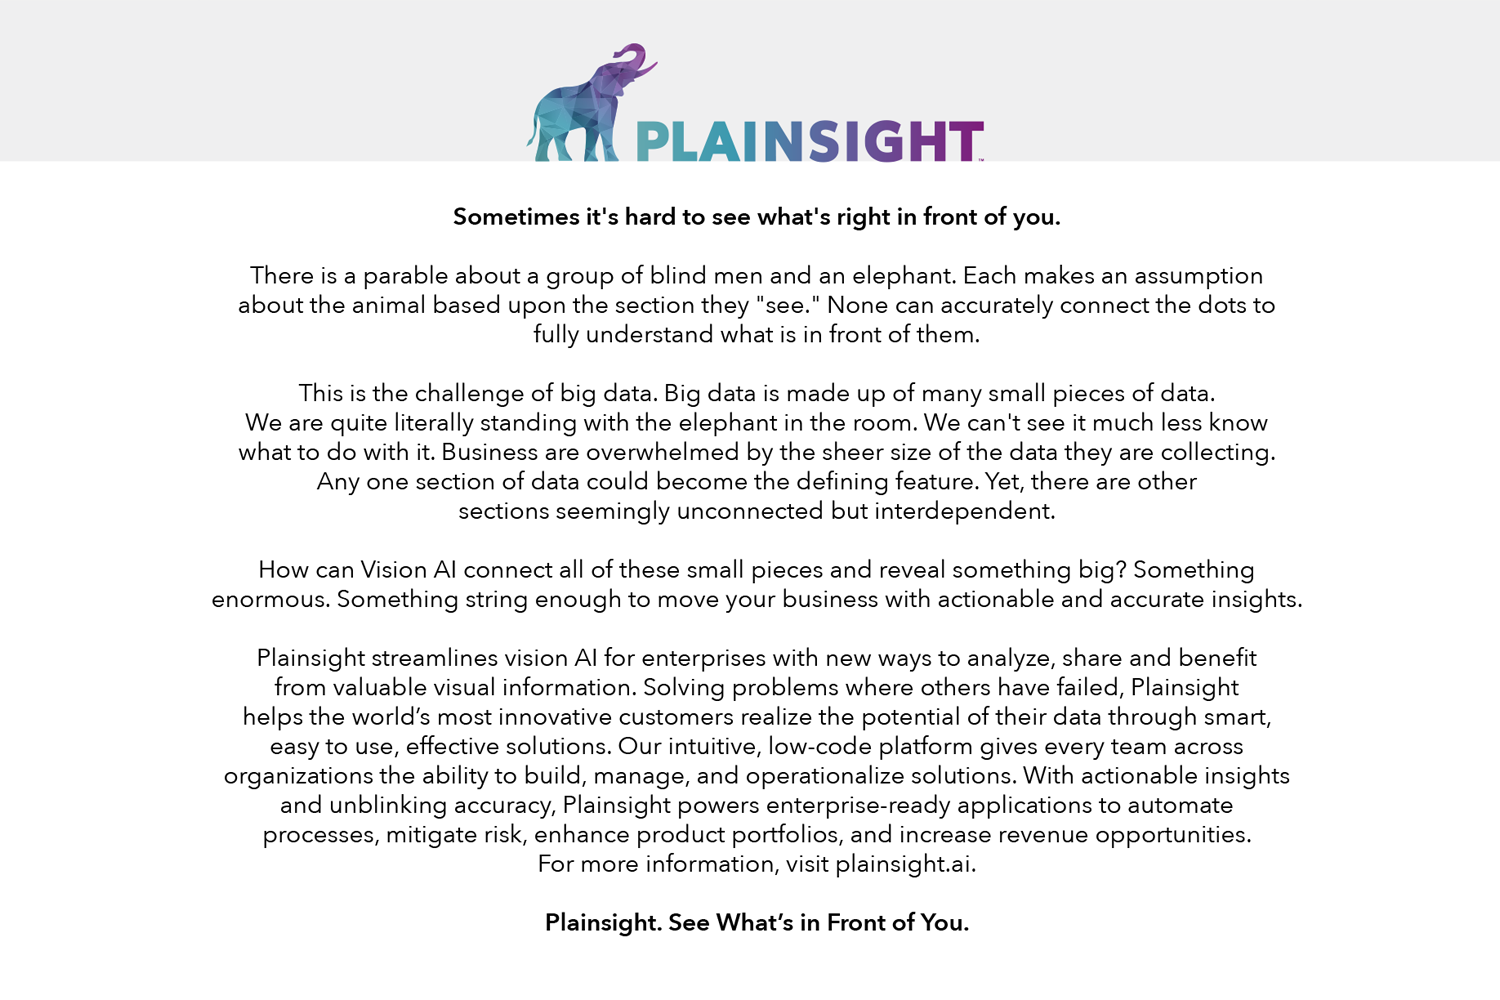 PLAINSIGHT™
Sometimes it's hard to see what's right in front of you.
There is a parable about a group of blind men and an elephant. Each makes an assumption
about the animal based upon the section they "see." None can accurately connect the dots to
fully understand what is in front of them.
This is the challenge of big data. Big data is made up of many small pieces of data.
We are quite literally standing with the elephant in the room. We can't see it much less know
what to do with it. Business are overwhelmed by the sheer size of the data they are collecting.
Any one section of data could become the defining feature. Yet, there are other
sections seemingly unconnected but interdependent.
How can Vision AI connect all of these small pieces and reveal something big? Something
enormous. Something string enough to move your business with actionable and accurate insights.
Plainsight streamlines vision AI for enterprises with new ways to analyze, share and benefit
from valuable visual information. Solving problems where others have failed, Plainsight
helps the world’s most innovative customers realize the potential of their data through smart,
easy to use, effective solutions. Our intuitive, low-code platform gives every team across
organizations the ability to build, manage, and operationalize solutions. With actionable insights
and unblinking accuracy, Plainsight powers enterprise-ready applications to automate
processes, mitigate risk, enhance product portfolios, and increase revenue opportunities.
For more information, visit plainsight.ai.
Plainsight. See What’s in Front of You.